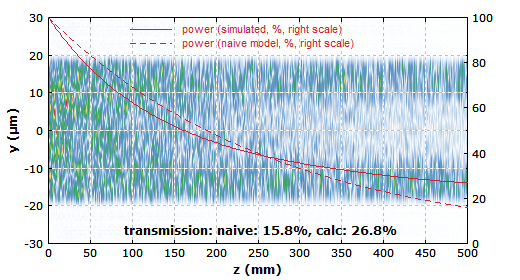 30
20
10
0
-10
-20
-30
y (µm)
power (simulated, %, right scale)
power (naive model, %, right scale)
100
80
60
40
20
0
transmission: naive: 15.8%, calc: 26.8%
0 50 100 150 200 250 300 350 400 450 500
z (mm)